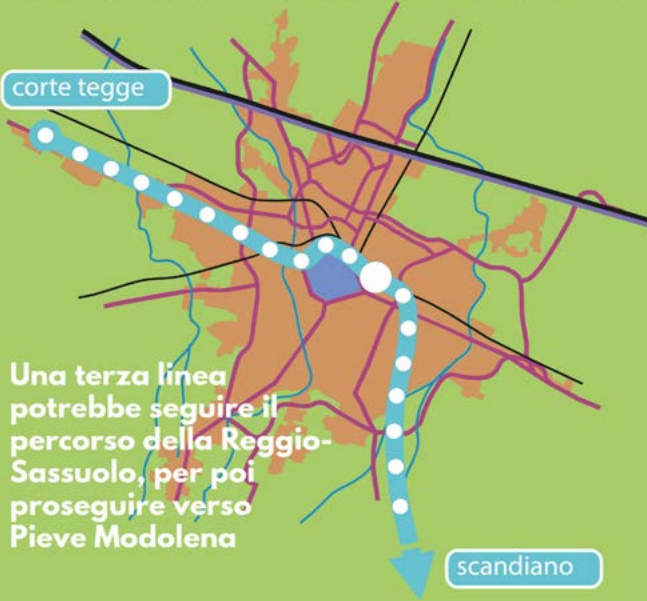 corte tegge
Una terza linea
potrebbe seguire il
percorso della Reggio-
Sassuolo, per poi
proseguire verso
Pieve Modolena
scandiano